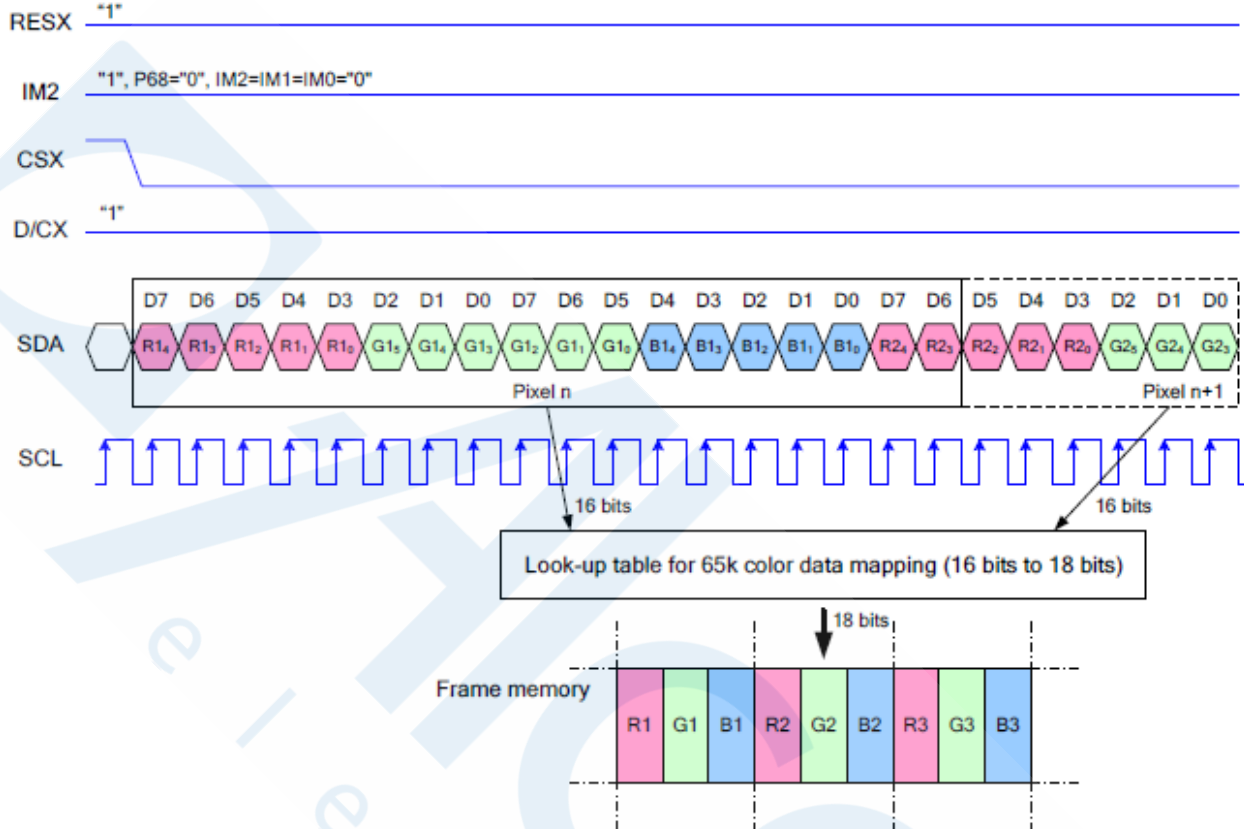 RESX "1"
IM2 "1", P68="0", IM2=IM1=IM0="0"
CSX
D/CX "1"
D7 D6 D5 D4 D3 D2 D1 D0 D7 D6 D5 D4 D3 D2 D1 D0 D7 D6 D5 D4 D3 D2 D1 D0
SDA R1₄ R1₃ R1₂ R1₁ R1₀ G1₅ G1₄ G1₃ G1₂ G1₁ G1₀ B1₄ B1₃ B1₂ B1₁ B1₀ R2₄ R2₃ R2₂ R2₁ R2₀ G2₅ G2₄ G2₃
Pixel n Pixel n+1
SCL
16 bits 16 bits
Look-up table for 65k color data mapping (16 bits to 18 bits)
18 bits
Frame memory
R1 G1 B1 R2 G2 B2 R3 G3 B3